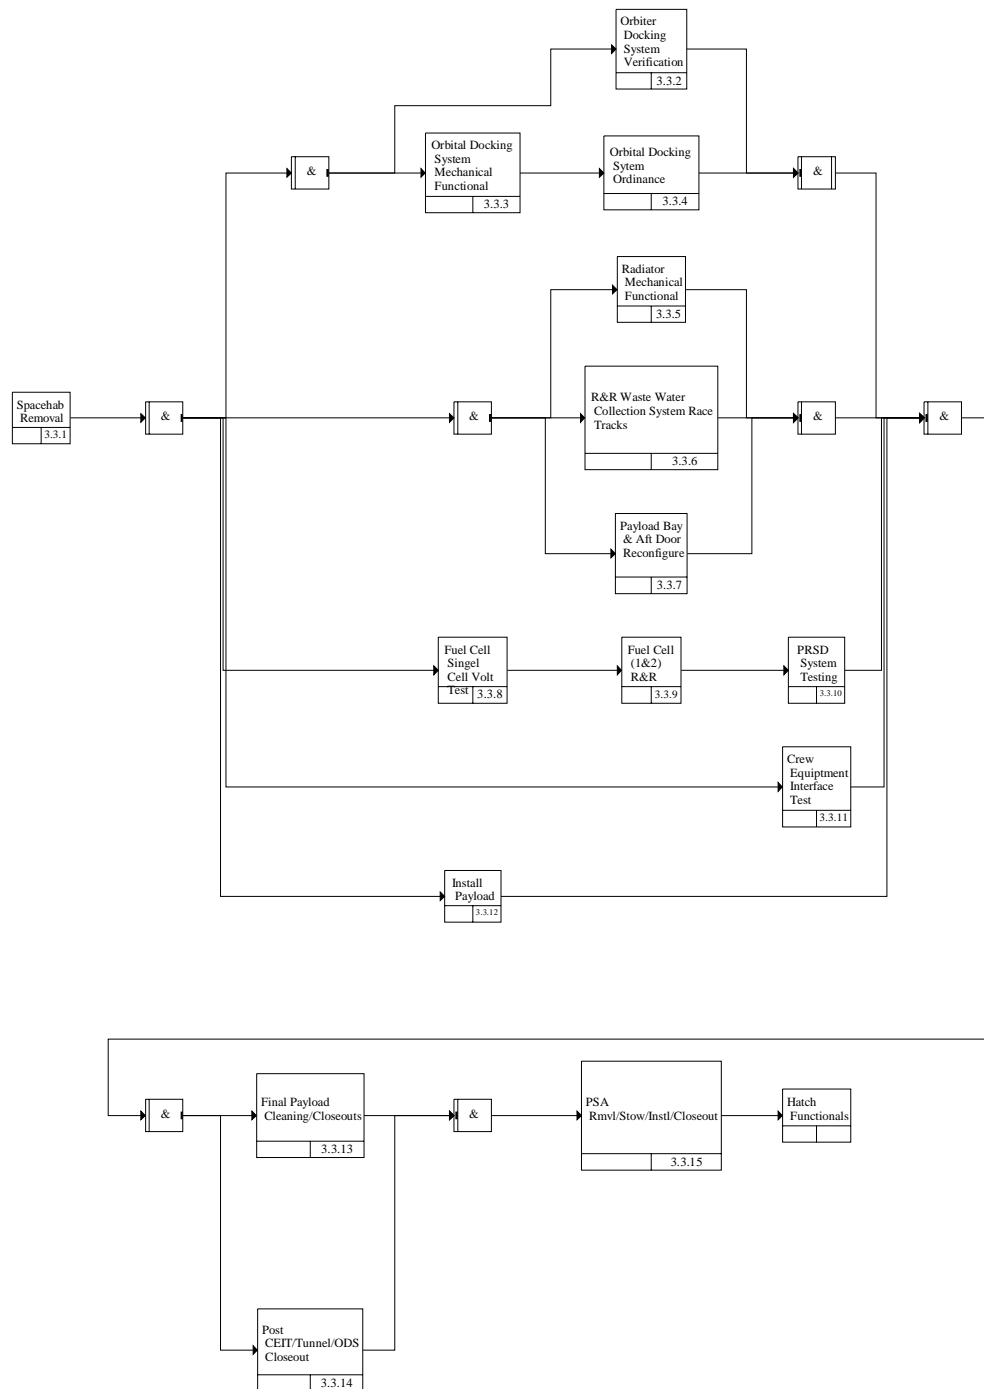 Orbiter
Docking
System
Verification
3.3.2
&
Orbital Docking
System
Mechanical
Functional
3.3.3
Orbital Docking
Sytem
Ordinance
3.3.4
&
Radiator
Mechanical
Functional
3.3.5
Spacehab
Removal
3.3.1
&
&
R&R Waste Water
Collection System Race
Tracks
3.3.6
&
&
Payload Bay
& Aft Door
Reconfigure
3.3.7
Fuel Cell
Singel
Cell Volt
Test
3.3.8
Fuel Cell
(1&2)
R&R
3.3.9
PRSD
System
Testing
3.3.10
Crew
Equiptment
Interface
Test
3.3.11
Install
Payload
3.3.12
&
Final Payload
Cleaning/Closeouts
3.3.13
&
PSA
Rmvl/Stow/Instl/Closeout
3.3.15
Hatch
Functionals
Post
CEIT/Tunnel/ODS
Closeout
3.3.14